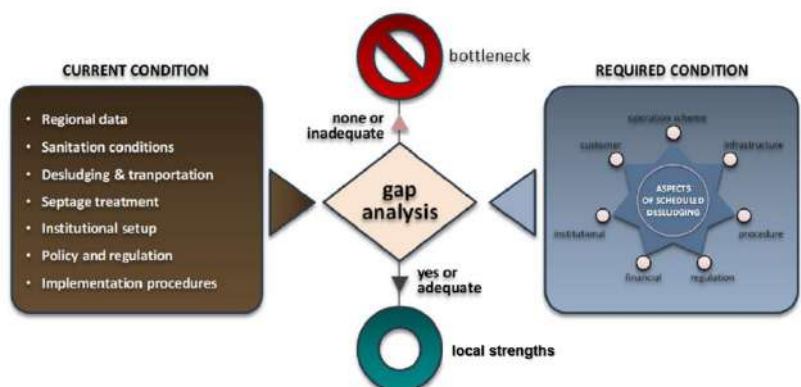 CURRENT CONDITION
• Regional data
• Sanitation conditions
• Desludging & tranportation
• Septage treatment
• Institutional setup
• Policy and regulation
• Implementation procedures
bottleneck
none or
inadequate
gap
analysis
yes or
adequate
local strengths
REQUIRED CONDITION
operation scheme
customer
infrastructure
ASPECTS
OF SCHEDULED
DESLUDGING
institutional
procedure
financial
regulation